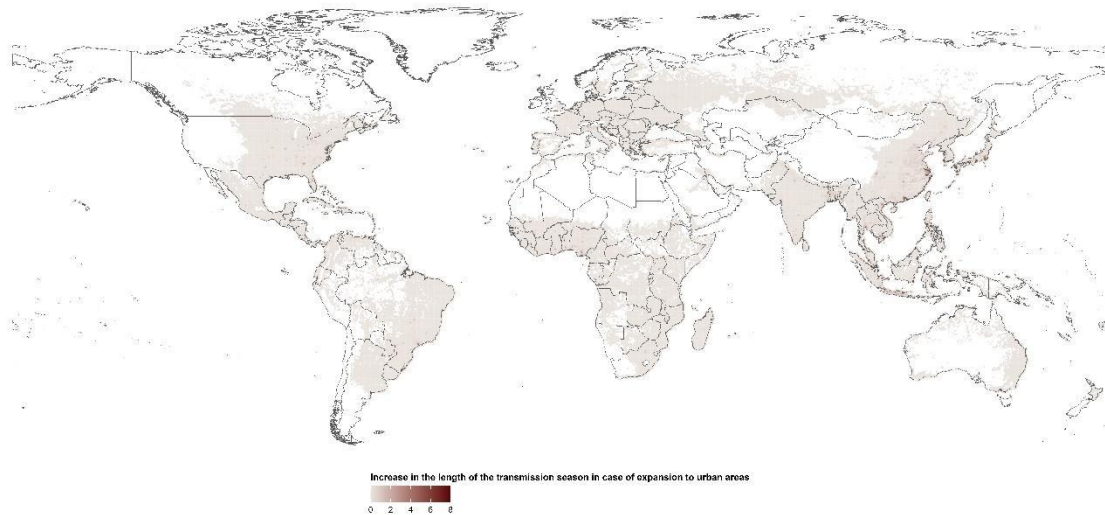 Increase in the length of the transmission season in case of expansion to urban areas
0 2 4 6 8